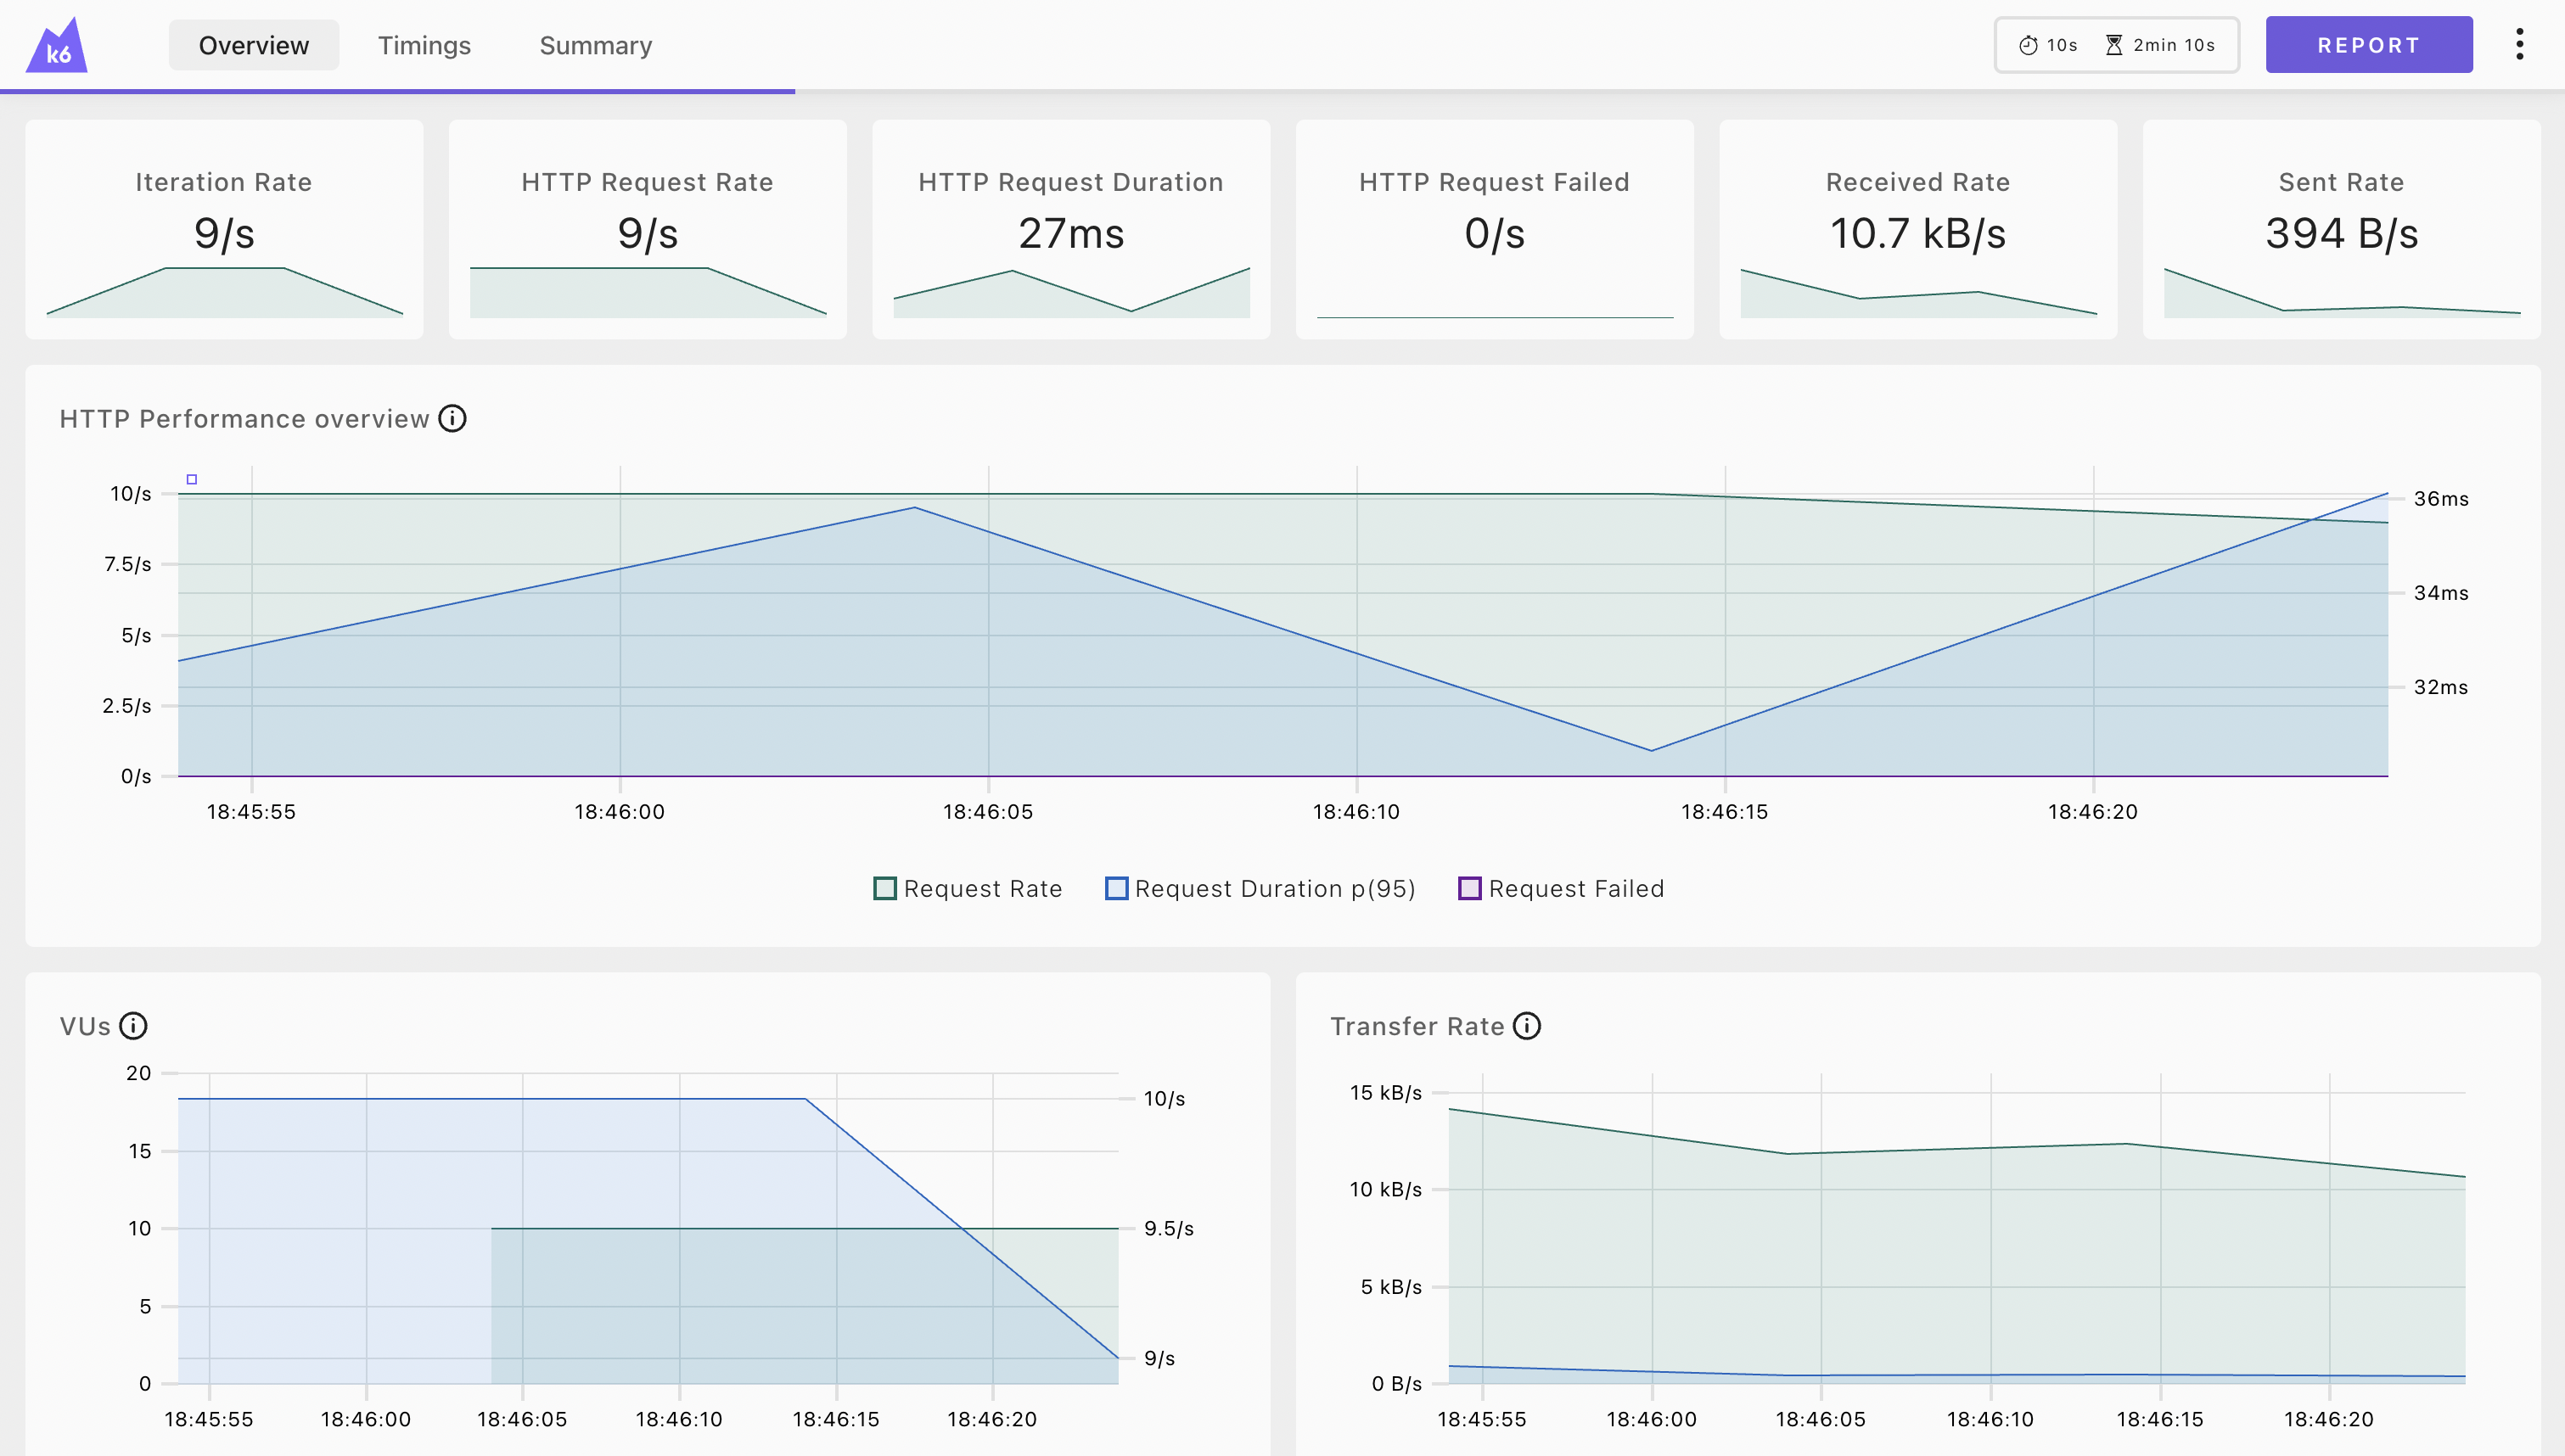 k6 Overview Timings Summary 10s 2min 10s REPORT
Iteration Rate
9/s
HTTP Request Rate
9/s
HTTP Request Duration
27ms
HTTP Request Failed
0/s
Received Rate
10.7 kB/s
Sent Rate
394 B/s
HTTP Performance overview
10/s
7.5/s
5/s
2.5/s
0/s
36ms
34ms
32ms
18:45:55 18:46:00 18:46:05 18:46:10 18:46:15 18:46:20
Request Rate Request Duration p(95) Request Failed
VUs
20
15
10
5
0
10/s
9.5/s
9/s
18:45:55 18:46:00 18:46:05 18:46:10 18:46:15 18:46:20
Transfer Rate
15 kB/s
10 kB/s
5 kB/s
0 B/s
18:45:55 18:46:00 18:46:05 18:46:10 18:46:15 18:46:20